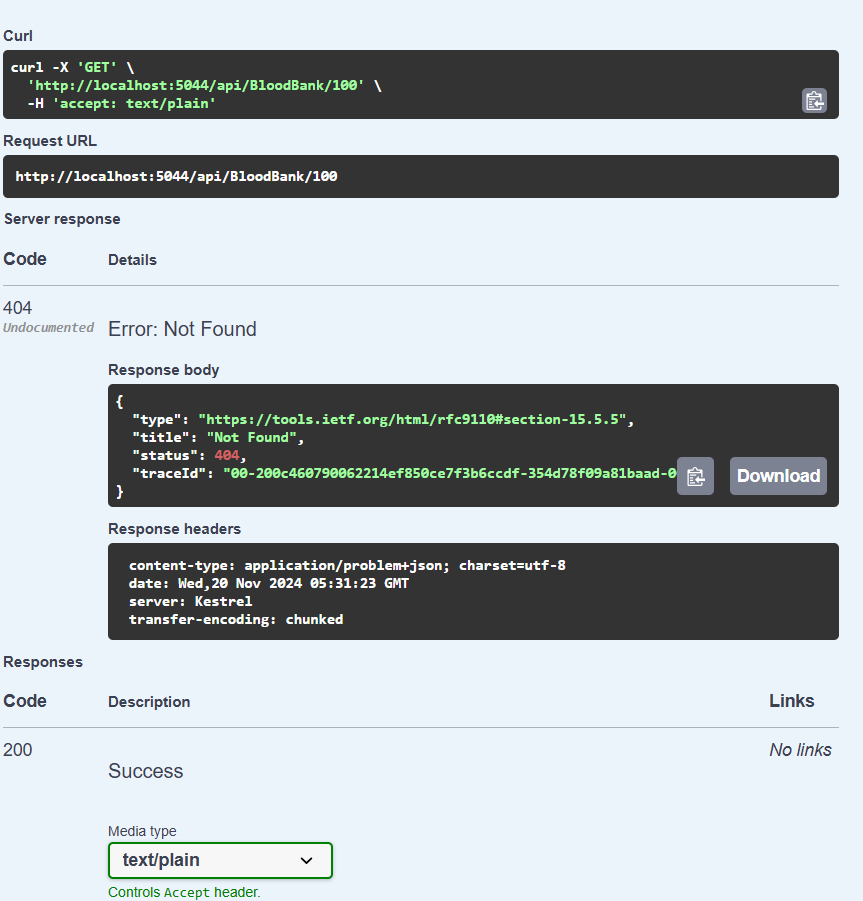 Curl
curl -X 'GET' \
  'http://localhost:5044/api/BloodBank/100' \
  -H 'accept: text/plain'
Request URL
http://localhost:5044/api/BloodBank/100
Server response
Code Details
404
Undocumented
Error: Not Found
Response body
{
  "type": "https://tools.ietf.org/html/rfc9110#section-15.5.5",
  "title": "Not Found",
  "status": 404,
  "traceId": "00-200c460790062214ef850ce7f3b6ccdf-354d78f09a81baad-0
}
Download
Response headers
content-type: application/problem+json; charset=utf-8
date: Wed,20 Nov 2024 05:31:23 GMT
server: Kestrel
transfer-encoding: chunked
Responses
Code Description Links
200 No links
Success
Media type
text/plain
Controls Accept header.